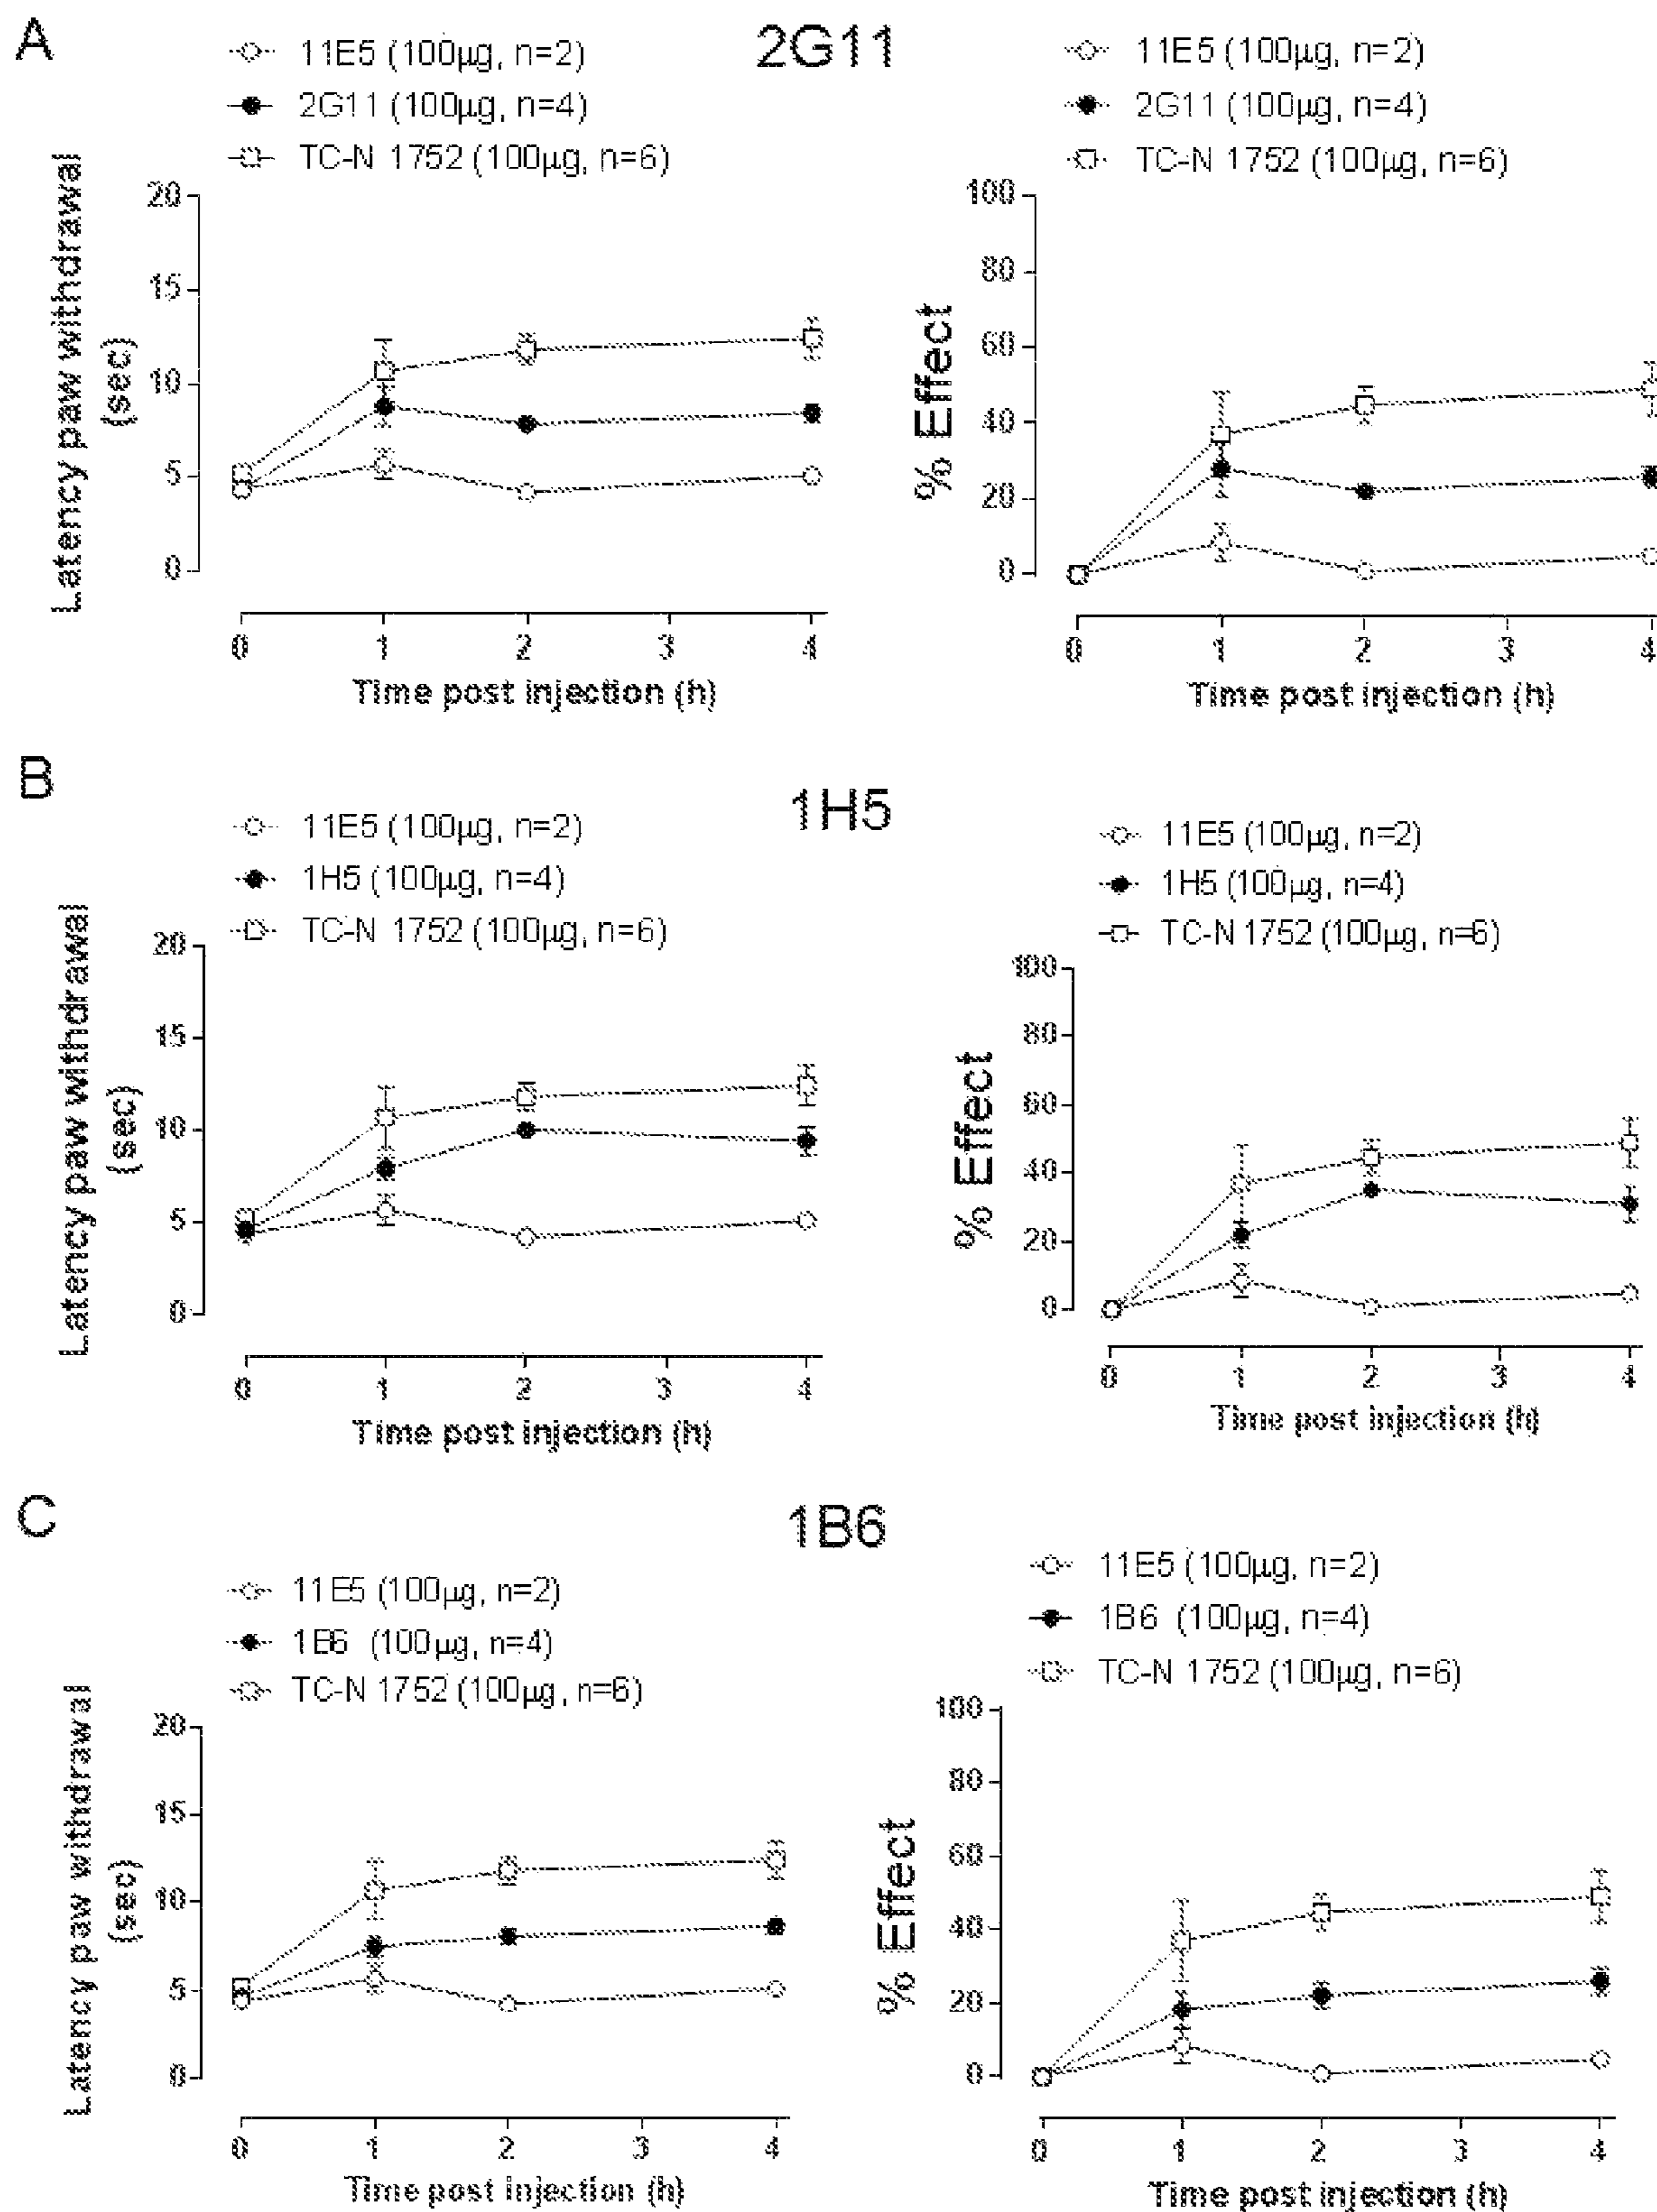 A
2G11
11E5 (100µg, n=2)
2G11 (100µg, n=4)
TC-N 1752 (100µg, n=6)
Latency paw withdrawal
(sec)
20
15
10
5
0
0 1 2 3 4
Time post injection (h)
11E5 (100µg, n=2)
2G11 (100µg, n=4)
TC-N 1752 (100µg, n=6)
% Effect
100
80
60
40
20
0
0 1 2 3 4
Time post injection (h)
B
1H5
11E5 (100µg, n=2)
1H5 (100µg, n=4)
TC-N 1752 (100µg, n=6)
Latency paw withdrawal
(sec)
20
15
10
5
0
0 1 2 3 4
Time post injection (h)
11E5 (100µg, n=2)
1H5 (100µg, n=4)
TC-N 1752 (100µg, n=6)
% Effect
100
80
60
40
20
0
0 1 2 3 4
Time post injection (h)
C
1B6
11E5 (100µg, n=2)
1B6 (100µg, n=4)
TC-N 1752 (100µg, n=6)
Latency paw withdrawal
(sec)
20
15
10
5
0
0 1 2 3 4
Time post injection (h)
11E5 (100µg, n=2)
1B6 (100µg, n=4)
TC-N 1752 (100µg, n=6)
% Effect
100
80
60
40
20
0
0 1 2 3 4
Time post injection (h)